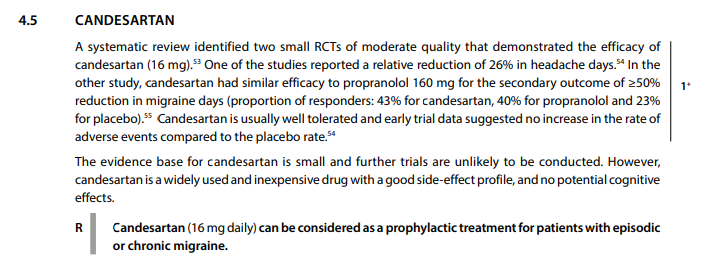 4.5 CANDESARTAN
A systematic review identified two small RCTs of moderate quality that demonstrated the efficacy of
candesartan (16 mg).53 One of the studies reported a relative reduction of 26% in headache days.54 In the
other study, candesartan had similar efficacy to propranolol 160 mg for the secondary outcome of ≥50%
reduction in migraine days (proportion of responders: 43% for candesartan, 40% for propranolol and 23%
for placebo).55 Candesartan is usually well tolerated and early trial data suggested no increase in the rate of
adverse events compared to the placebo rate.54
1+
The evidence base for candesartan is small and further trials are unlikely to be conducted. However,
candesartan is a widely used and inexpensive drug with a good side-effect profile, and no potential cognitive
effects.
R Candesartan (16 mg daily) can be considered as a prophylactic treatment for patients with episodic
or chronic migraine.